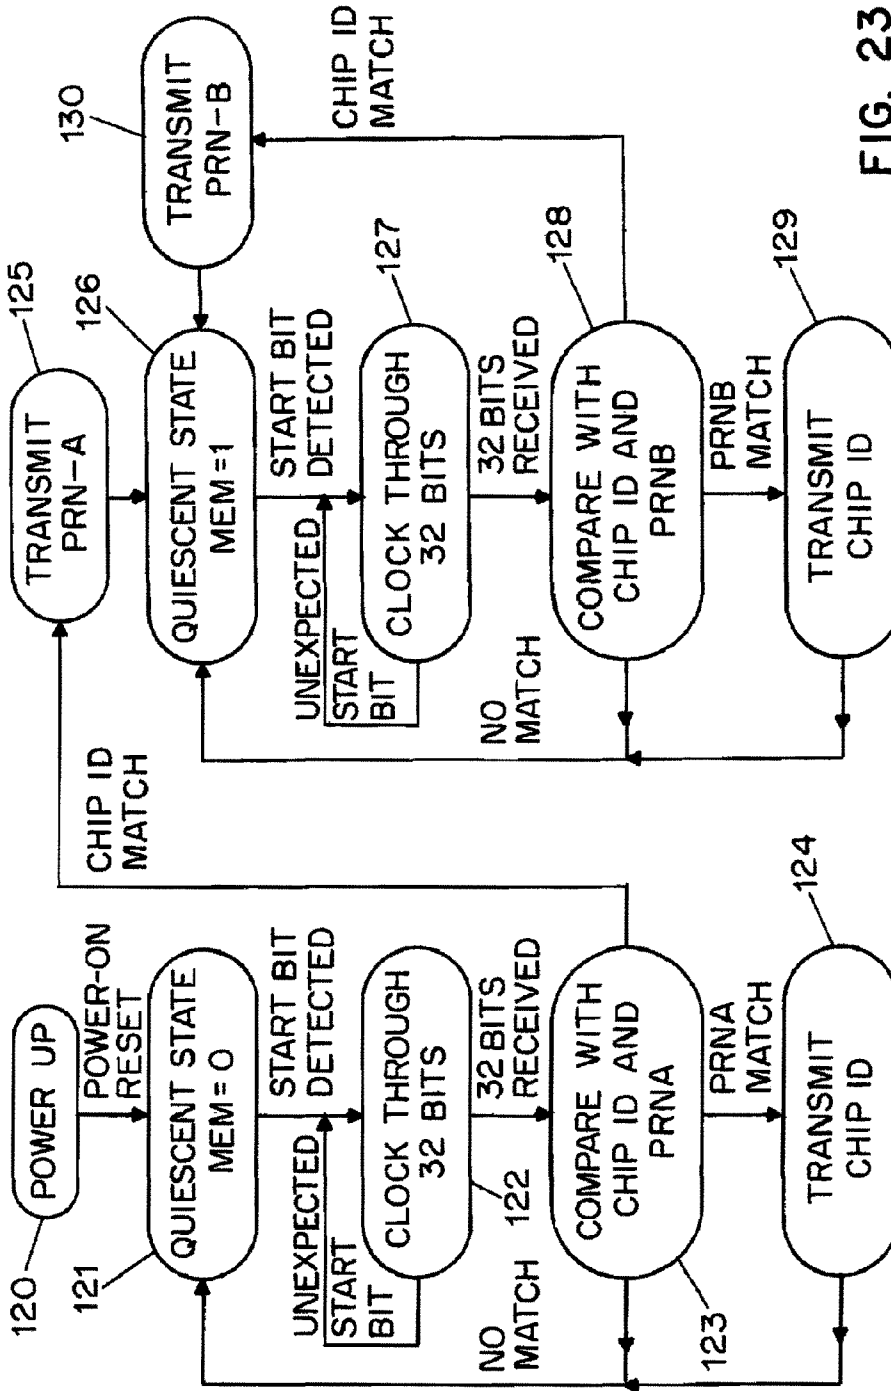 120
POWER UP
POWER-ON
RESET
121
QUIESCENT STATE
MEM=0
START BIT
DETECTED
UNEXPECTED
START
BIT
CLOCK THROUGH
32 BITS
122
32 BITS
RECEIVED
NO
MATCH
COMPARE WITH
CHIP ID AND
PRNA
123
PRNA
MATCH
TRANSMIT
CHIP ID
124
CHIP ID
MATCH
TRANSMIT
PRN-A
125
QUIESCENT STATE
MEM=1
126
START BIT
DETECTED
UNEXPECTED
START
BIT
CLOCK THROUGH
32 BITS
127
32 BITS
RECEIVED
NO
MATCH
COMPARE WITH
CHIP ID AND
PRNB
128
PRNB
MATCH
TRANSMIT
CHIP ID
129
TRANSMIT
PRN-B
130
CHIP ID
MATCH
FIG. 23